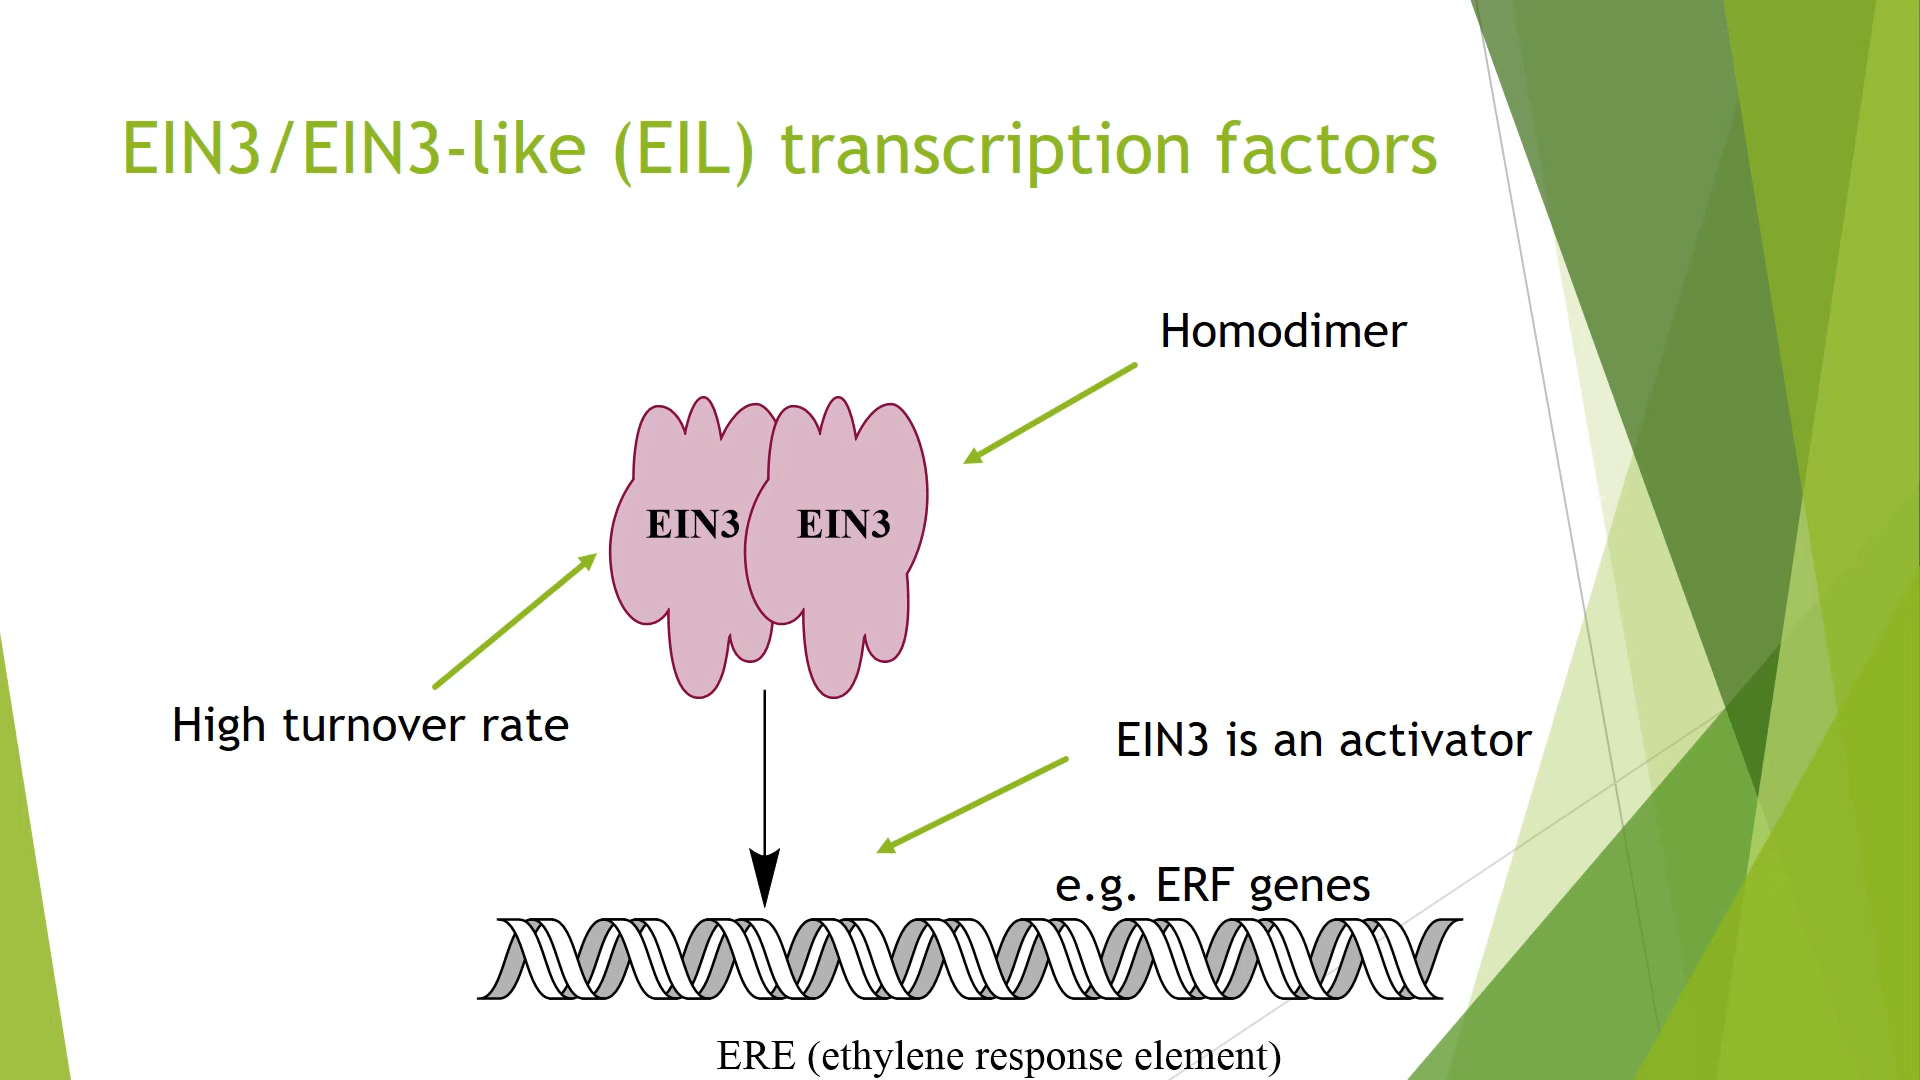 EIN3/EIN3-like (EIL) transcription factors
Homodimer
EIN3 EIN3
High turnover rate
EIN3 is an activator
e.g. ERF genes
ERE (ethylene response element)